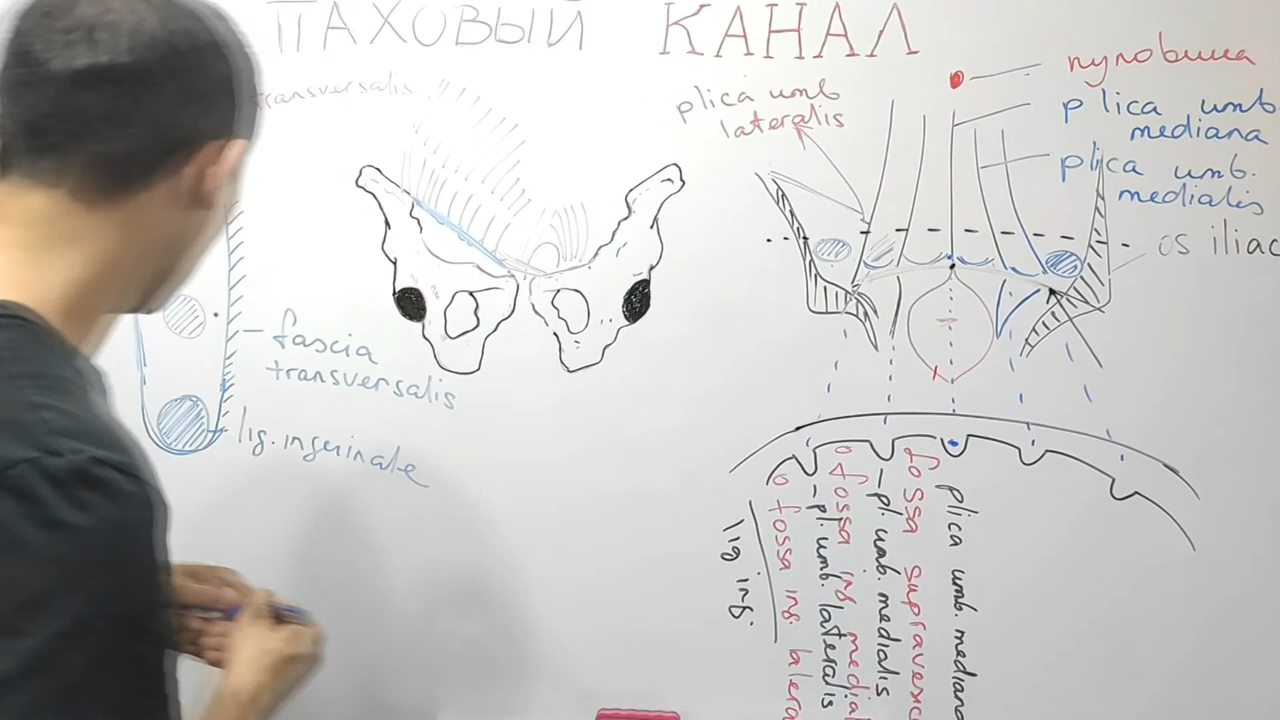 ПАХОВЫЙ КАНАЛ
transversalis
plica umb
lateralis
пуповина
plica umb
mediana
plica umb.
medialis
os iliac
fascia
transversalis
lig. inguinale
plica umb. mediana
fossa supravesic
pl. umb. medialis
fossa ing medial
pl. umb. lateralis
fossa ing. latera
lig ing.